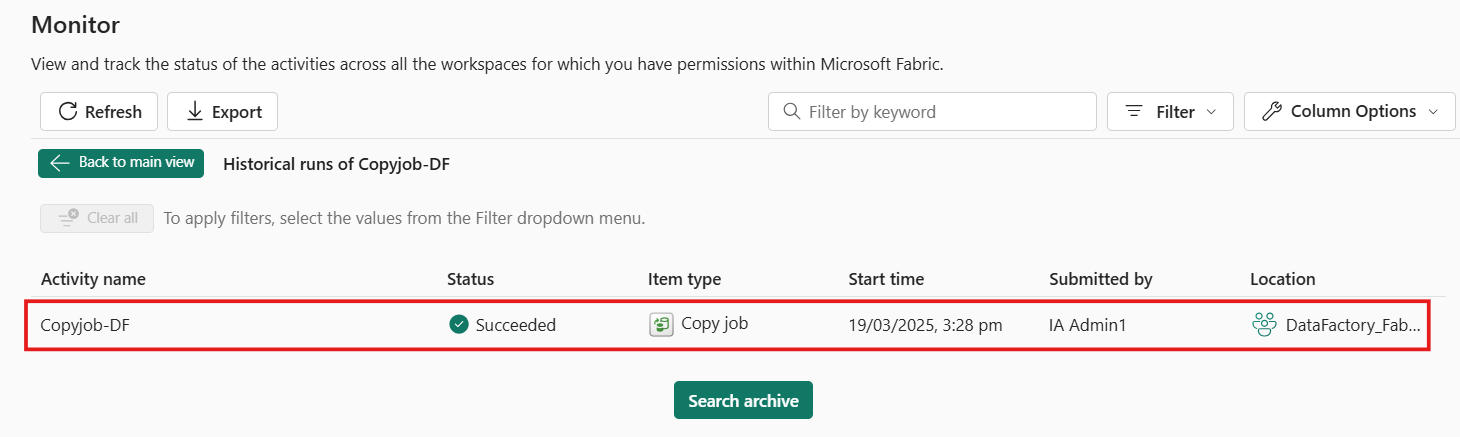 Monitor
View and track the status of the activities across all the workspaces for which you have permissions within Microsoft Fabric.
Refresh Export Filter by keyword Filter Column Options
Back to main view Historical runs of Copyjob-DF
Clear all To apply filters, select the values from the Filter dropdown menu.
Activity name Status Item type Start time Submitted by Location
Copyjob-DF Succeeded Copy job 19/03/2025, 3:28 pm IA Admin1 DataFactory_Fab...
Search archive